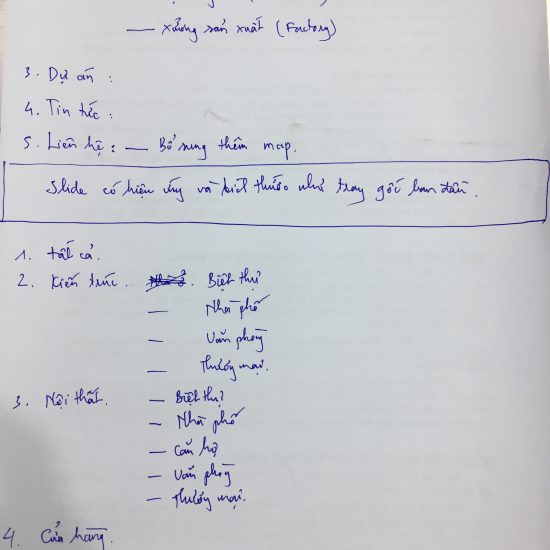 — Xưởng sản xuất (Factory)
3. Dự án :
4. Tin tức :
5. Liên hệ : — Bổ sung thêm map.
Slide có hiệu ứng và kích thước như trang gốc ban đầu.
1. tất cả.
2. Kiến trúc. Biệt thự
— Nhà phố
— Văn phòng
— Thương mại.
3. Nội thất. — Biệt thự
— Nhà phố
— Căn hộ
— Văn phòng
— Thương mại.
4. Cửa hàng.